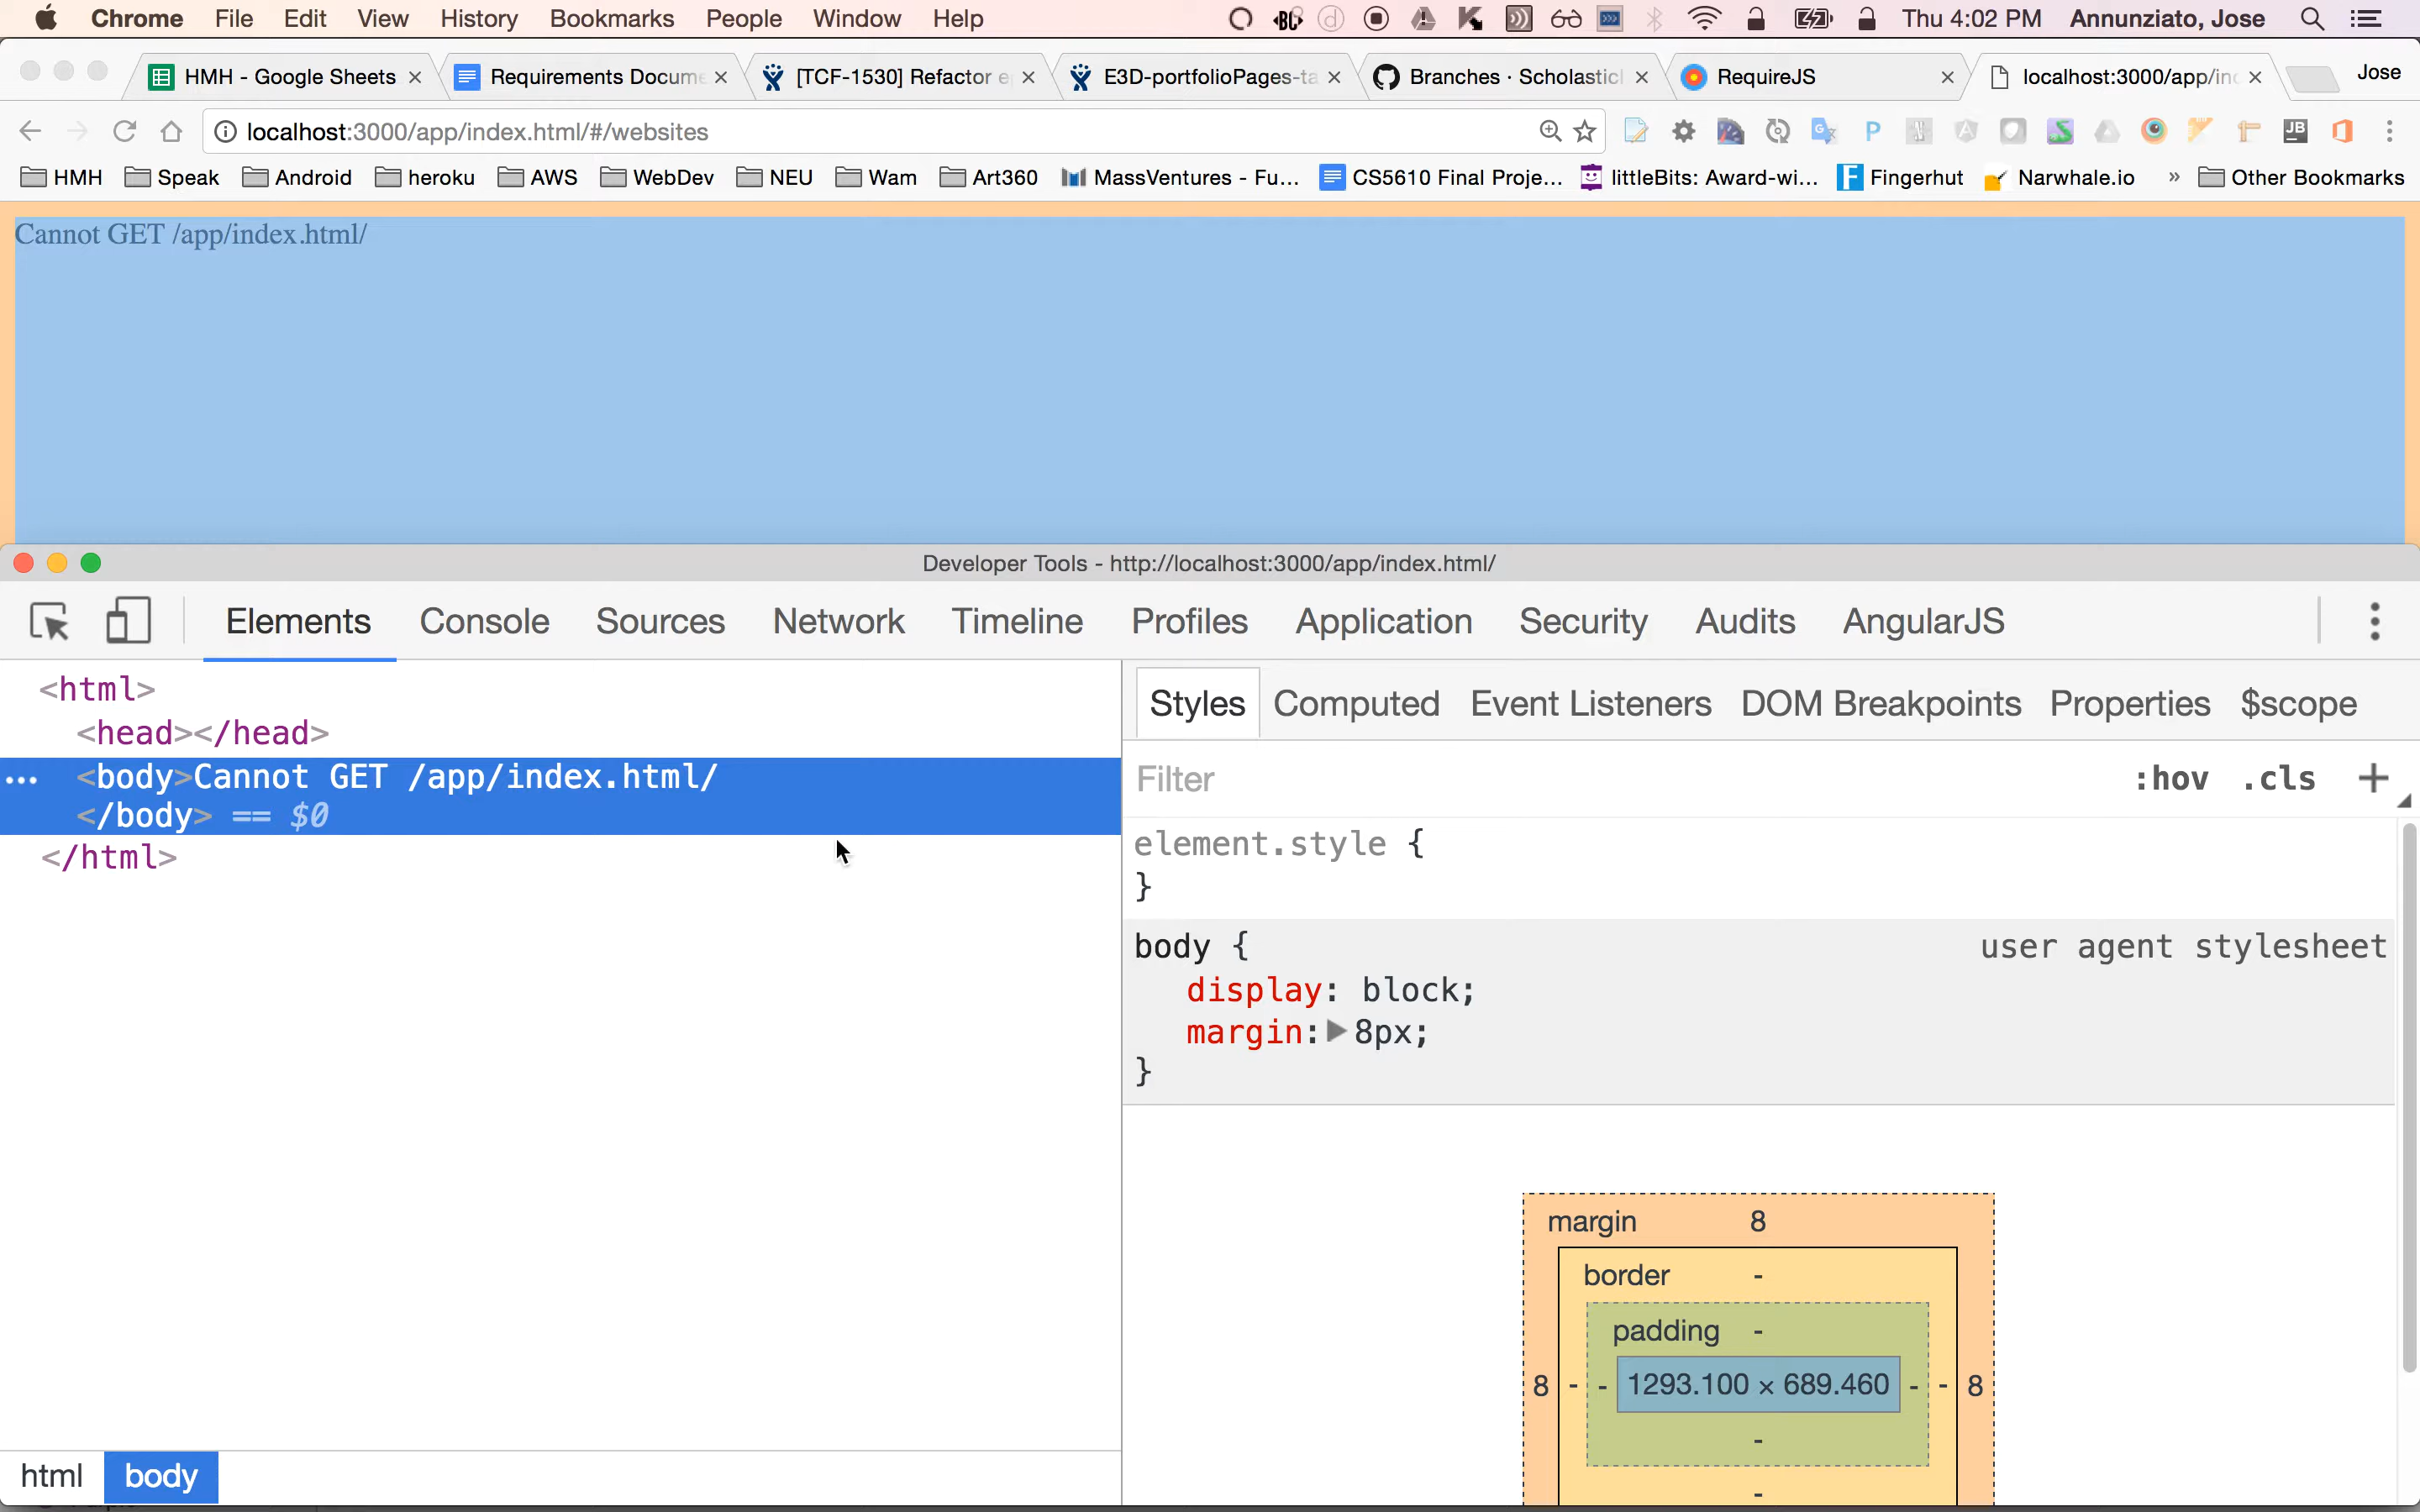 Chrome File Edit View History Bookmarks People Window Help Thu 4:02 PM Annunziato, Jose
HMH - Google Sheets Requirements Docume [TCF-1530] Refactor e E3D-portfolioPages-ta Branches · Scholastic RequireJS localhost:3000/app/in Jose
localhost:3000/app/index.html/#/websites
HMH Speak Android heroku AWS WebDev NEU Wam Art360 MassVentures - Fu... CS5610 Final Proje... littleBits: Award-wi... Fingerhut Narwhale.io » Other Bookmarks
Cannot GET /app/index.html/
Developer Tools - http://localhost:3000/app/index.html/
Elements Console Sources Network Timeline Profiles Application Security Audits AngularJS
<html>
<head></head>
<body>Cannot GET /app/index.html/
</body> == $0
</html>
html body
Styles Computed Event Listeners DOM Breakpoints Properties $scope
Filter :hov .cls +
element.style {
}
body { user agent stylesheet
display: block;
margin: 8px;
}
margin 8
border -
padding -
8 - - 1293.100 × 689.460 - - 8
-
-